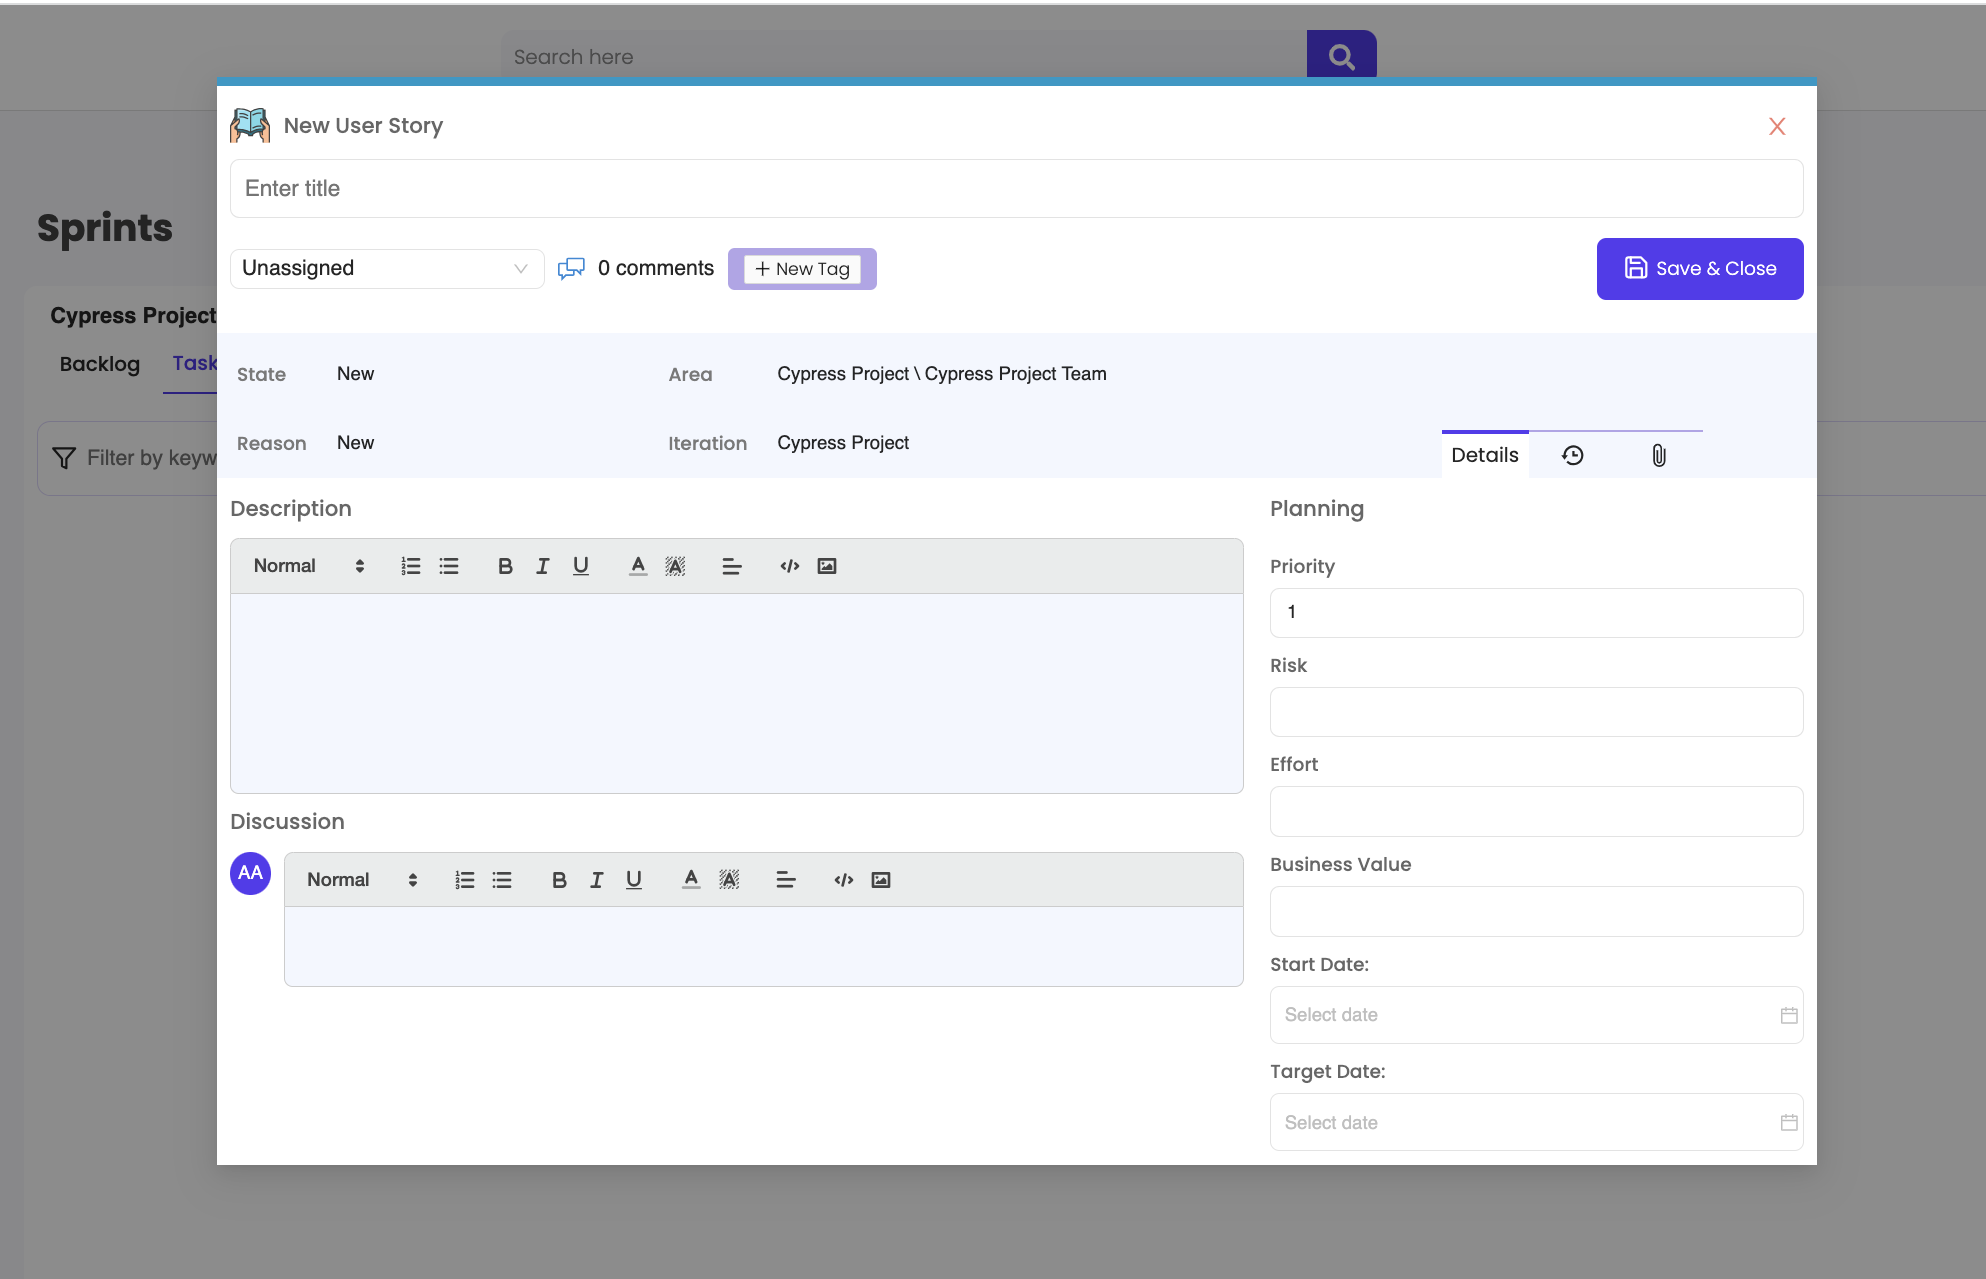 Search here
New User Story
X
Enter title
Sprints
Unassigned
0 comments
+ New Tag
Save & Close
Cypress Project
Backlog
Task
State New
Area Cypress Project \ Cypress Project Team
Reason New
Iteration Cypress Project
Details
Filter by keyw
Description
Normal
B I U A A </>
Discussion
AA
Normal
B I U A A </>
Planning
Priority
1
Risk
Effort
Business Value
Start Date:
Select date
Target Date:
Select date